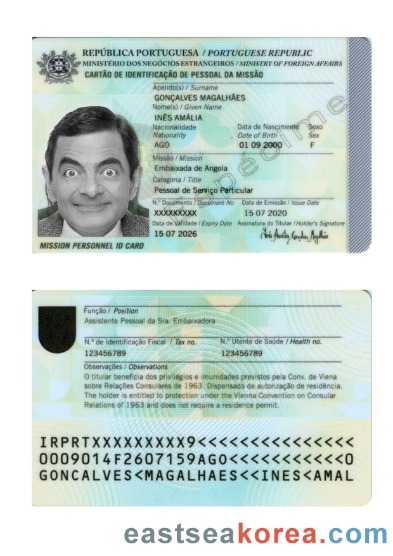 REPÚBLICA PORTUGUESA / PORTUGUESE REPUBLIC
MINISTÉRIO DOS NEGÓCIOS ESTRANGEIROS / MINISTRY OF FOREIGN AFFAIRS
CARTÃO DE IDENTIFICAÇÃO DE PESSOAL DA MISSÃO
Apelido(s) / Surname
GONÇALVES MAGALHÃES
Nome(s) / Given Name
INÊS AMÁLIA
Nacionalidade Data de Nascimento Sexo
Nationality Date of Birth Sex
AGO 01 09 2000 F
Missão / Mission
Embaixada de Angola
Categoria / Title
Pessoal de Serviço Particular
N.º Documento / Document No. Data de Emissão / Issue Date
XXXXXXXXX 15 07 2020
Data de Validade / Expiry Date Assinatura do Titular / Holder's Signature
15 07 2026
MISSION PERSONNEL ID CARD
Specimen
Função / Position
Assistente Pessoal da Sra. Embaixadora
N.º de identificação Fiscal / Tax no. N.º Utente de Saúde / Health no.
123456789 123456789
Observações / Observations
O titular beneficia dos privilégios e imunidades previstos pela Conv. de Viena
sobre Relações Consulares de 1963. Dispensado de autorização de residência.
The holder is entitled to protection under the Vienna Convention on Consular
Relations of 1963 and does not require a residence permit.
IRPRTXXXXXXXXX9<<<<<<<<<<<<<<<
0009014F2607159AGO<<<<<<<<<<<0
GONCALVES<MAGALHAES<<INES<AMAL
eastseakorea.com